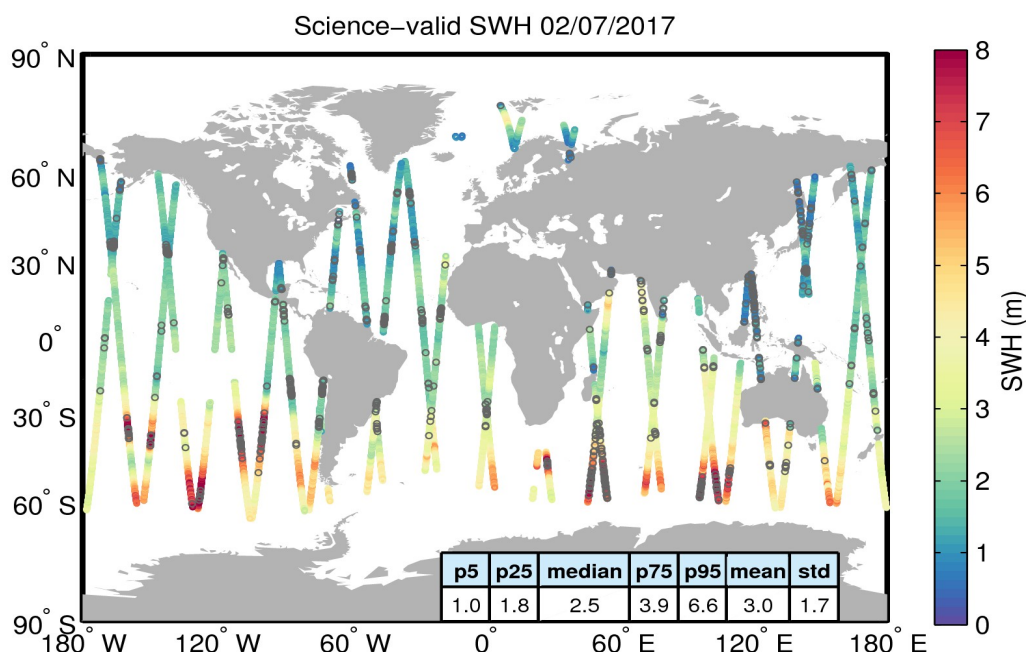 Science−valid SWH 02/07/2017
90° N
60° N
30° N
0°
30° S
60° S
90° S
180° W 120° W 60° W 0° 60° E 120° E 180° E
p5 p25 median p75 p95 mean std
1.0 1.8 2.5 3.9 6.6 3.0 1.7
8
7
6
5
4
3
2
1
0
SWH (m)